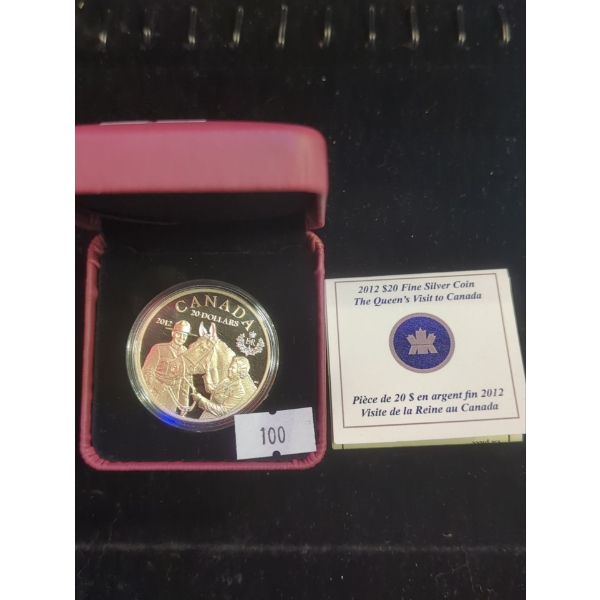 CANADA
20 DOLLARS
2012
EIIR
100
2012 $20 Fine Silver Coin
The Queen's Visit to Canada
Pièce de 20 $ en argent fin 2012
Visite de la Reine au Canada